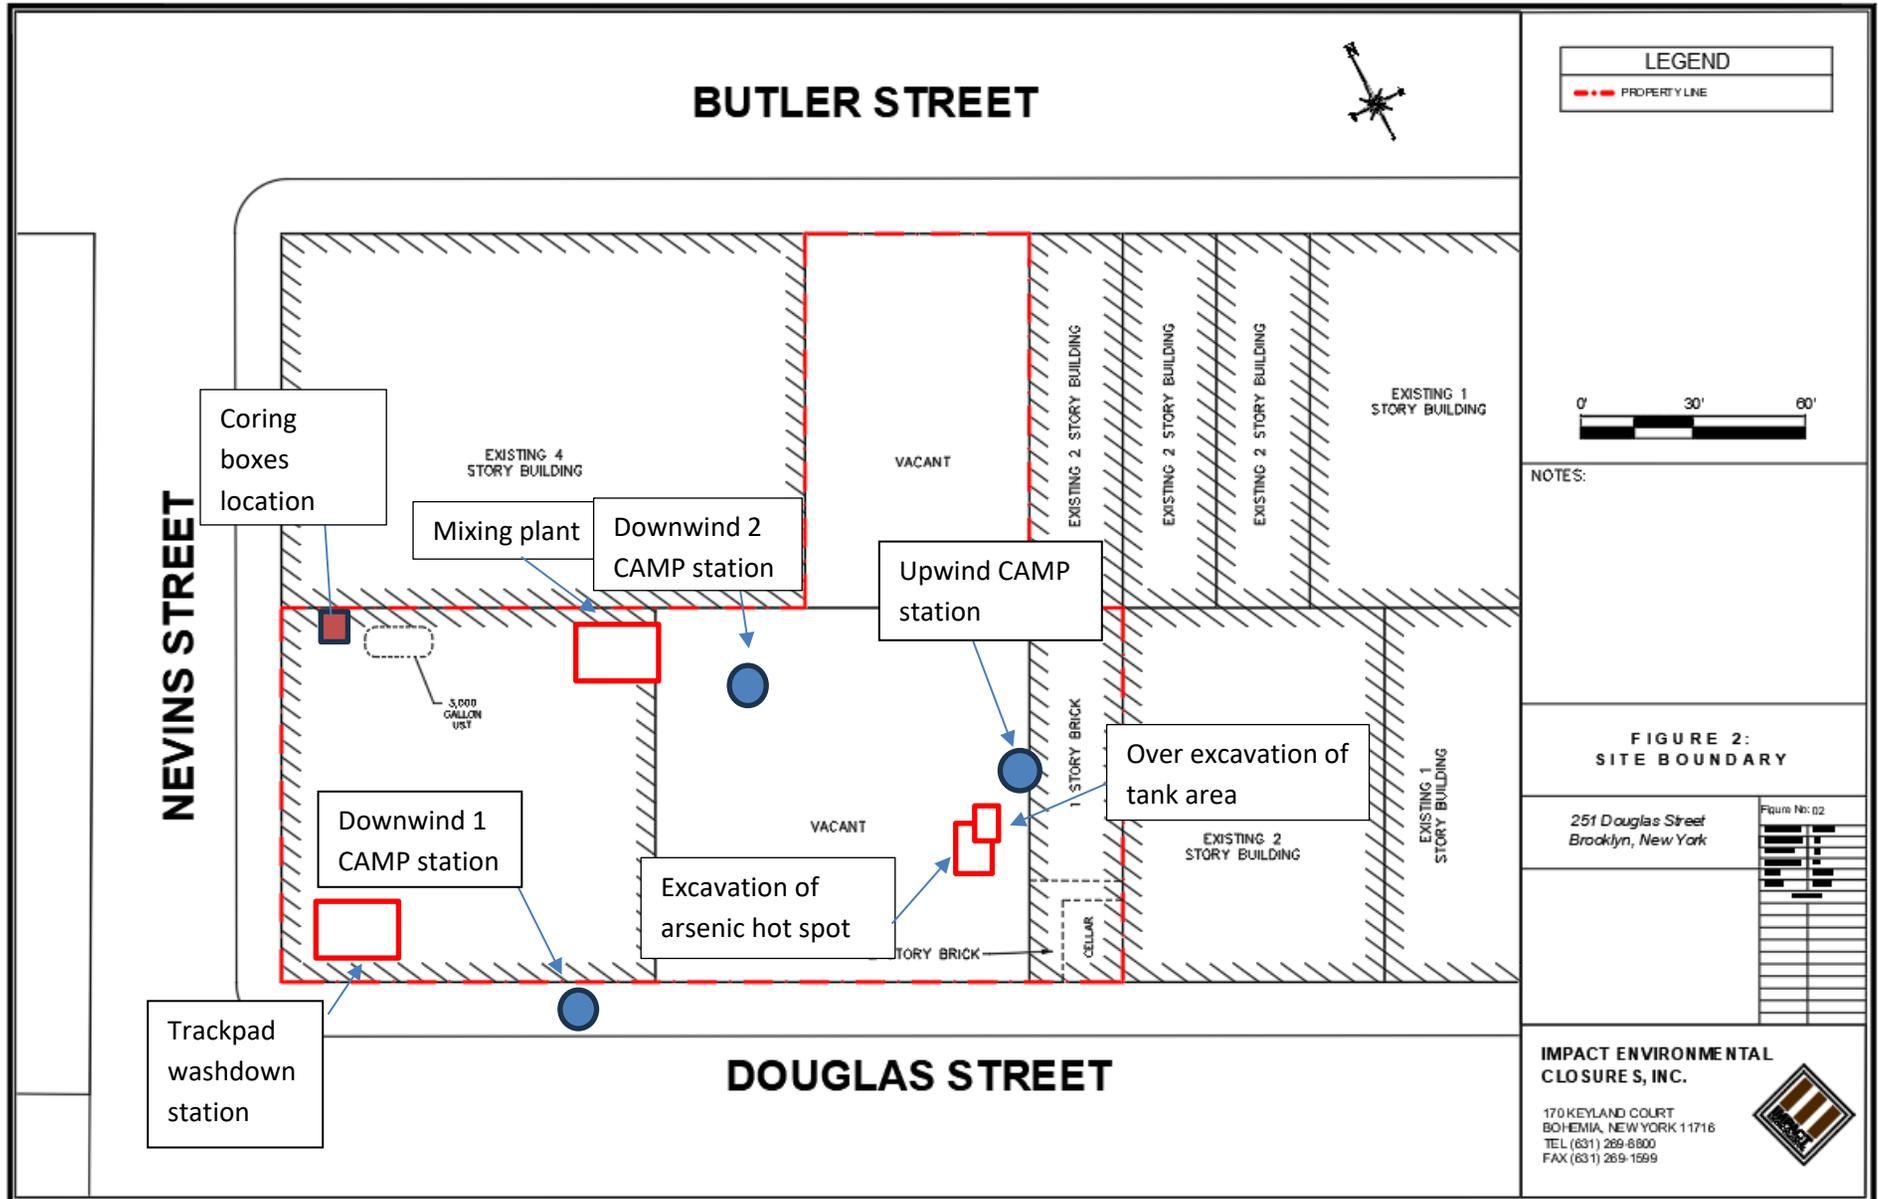 BUTLER STREET
N
LEGEND
PROPERTY LINE
0' 30' 60'
NOTES:
Coring
boxes
location
EXISTING 4
STORY BUILDING
Mixing plant
Downwind 2
CAMP station
VACANT
Upwind CAMP
station
EXISTING 2 STORY BUILDING
EXISTING 2 STORY BUILDING
EXISTING 2 STORY BUILDING
EXISTING 1
STORY BUILDING
NEVINS STREET
GALLON
UST
Downwind 1
CAMP station
VACANT
Excavation of
arsenic hot spot
TORY BRICK
1 STORY BRICK
CELLAR
Over excavation of
tank area
EXISTING 2
STORY BUILDING
EXISTING 1
STORY BUILDING
Trackpad
washdown
station
DOUGLAS STREET
FIGURE 2:
SITE BOUNDARY
251 Douglas Street
Brooklyn, New York
Figure No: 02
IMPACT ENVIRONMENTAL
CLOSURES, INC.
170 KEYLAND COURT
BOHEMIA, NEW YORK 11716
TEL (631) 269-8800
FAX (631) 269-1599
IMPACT